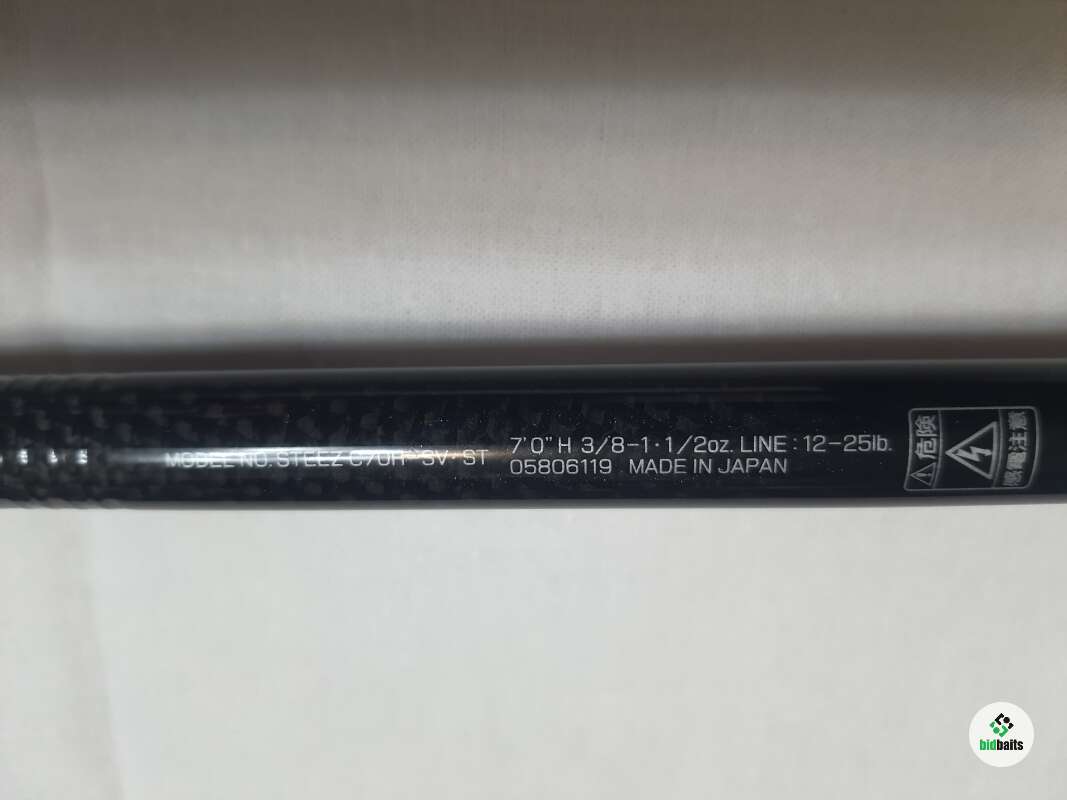 MODEL NO. STEEZ C70H-SV・ST
7'0" H 3/8-1・1/2oz. LINE : 12-25lb.
05806119 MADE IN JAPAN
危険
感電注意
bidbaits